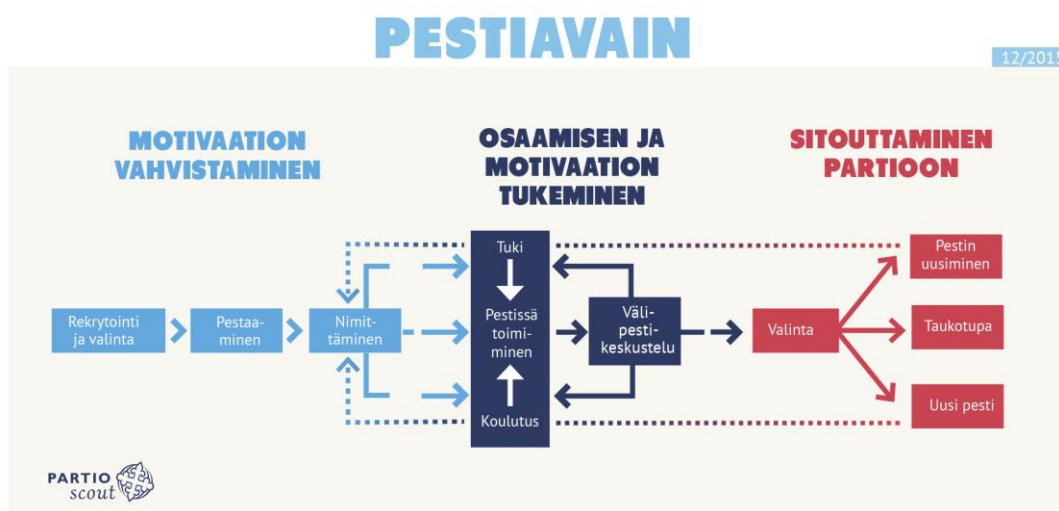 PESTIAVAIN
12/2015
MOTIVAATION
VAHVISTAMINEN
OSAAMISEN JA
MOTIVAATION
TUKEMINEN
SITOUTTAMINEN
PARTIOON
Rekrytointi
ja valinta
Pestaa-
minen
Nimit-
täminen
Tuki
Pestissä
toimi-
minen
Koulutus
Väli-
pesti-
keskustelu
Valinta
Pestin
uusiminen
Taukotupa
Uusi pesti
PARTIO
scout